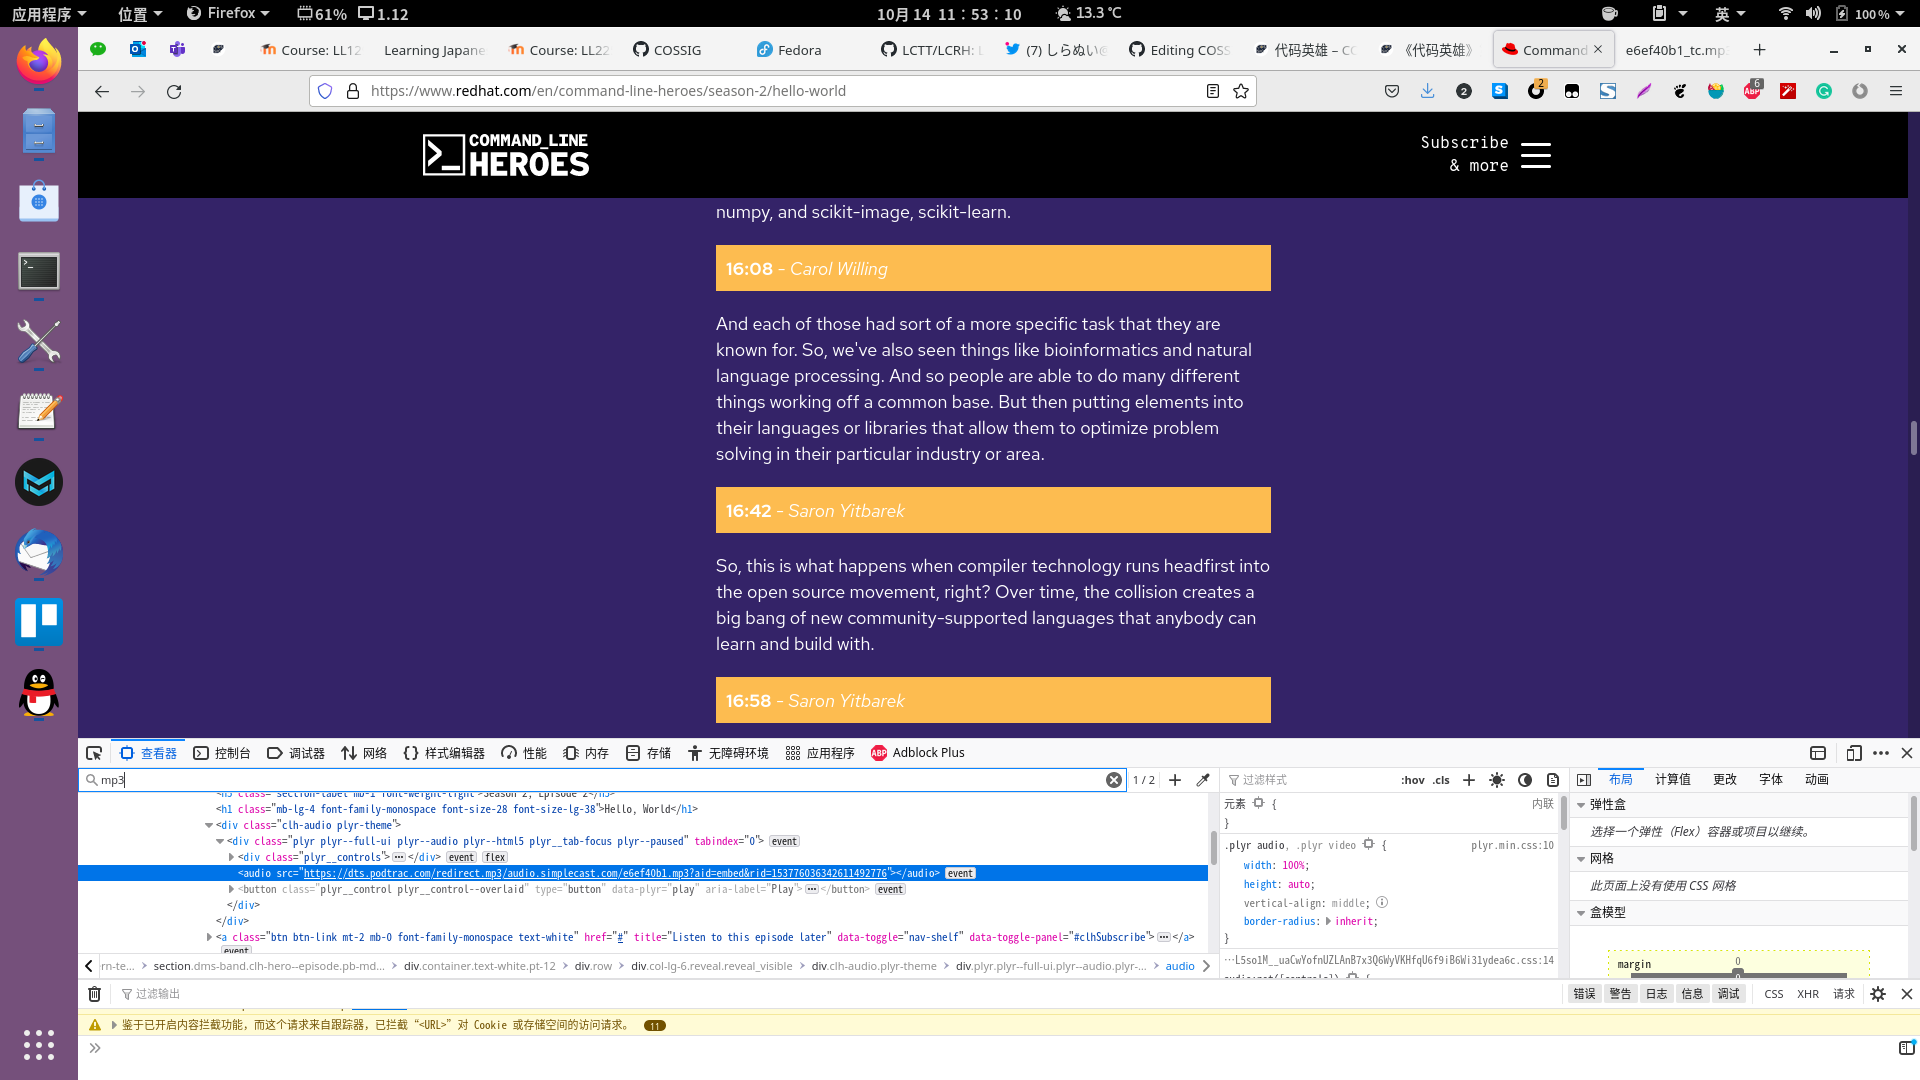 应用程序 位置 Firefox 61% 1.12 10月14 11：53：10 13.3 ℃ 英 100 %
Course: LL12 Learning Japane Course: LL22 COSSIG Fedora LCTT/LCRH: L (7) しらぬい@ Editing COSS 代码英雄 – CO 《代码英雄》 Command e6ef40b1_tc.mp3
https://www.redhat.com/en/command-line-heroes/season-2/hello-world 2 2 6
COMMAND_LINE
HEROES
Subscribe
& more
numpy, and scikit-image, scikit-learn.
16:08 - Carol Willing
And each of those had sort of a more specific task that they are
known for. So, we've also seen things like bioinformatics and natural
language processing. And so people are able to do many different
things working off a common base. But then putting elements into
their languages or libraries that allow them to optimize problem
solving in their particular industry or area.
16:42 - Saron Yitbarek
So, this is what happens when compiler technology runs headfirst into
the open source movement, right? Over time, the collision creates a
big bang of new community-supported languages that anybody can
learn and build with.
16:58 - Saron Yitbarek
查看器 控制台 调试器 网络 样式编辑器 性能 内存 存储 无障碍环境 应用程序 Adblock Plus
mp3 1 / 2 过滤样式 :hov .cls 布局 计算值 更改 字体 动画
<h3 class="section-label mb-1 font-weight-light">Season 2, Episode 2</h3>
<h1 class="mb-lg-4 font-family-monospace font-size-28 font-size-lg-38">Hello, World</h1>
<div class="clh-audio plyr-theme">
<div class="plyr plyr--full-ui plyr--audio plyr--html5 plyr__tab-focus plyr--paused" tabindex="0"> event
<div class="plyr__controls"> </div> event flex
<audio src="https://dts.podtrac.com/redirect.mp3/audio.simplecast.com/e6ef40b1.mp3?aid=embed&rid=153776036342611492776"></audio> event
<button class="plyr__control plyr__control--overlaid" type="button" data-plyr="play" aria-label="Play"> </button> event
</div>
</div>
<a class="btn btn-link mt-2 mb-0 font-family-monospace text-white" href="#" title="Listen to this episode later" data-toggle="nav-shelf" data-toggle-panel="#clhSubscribe"> </a>
event
rn-te… section.dms-band.clh-hero--episode.pb-md... div.container.text-white.pt-12 div.row div.col-lg-6.reveal.reveal_visible div.clh-audio.plyr-theme div.plyr.plyr--full-ui.plyr--audio.plyr-... audio
元素 { 内联
}
.plyr audio, .plyr video { plyr.min.css:10
width: 100%;
height: auto;
vertical-align: middle;
border-radius: inherit;
}
弹性盒
选择一个弹性（Flex）容器或项目以继续。
网格
此页面上没有使用 CSS 网格
盒模型
margin 0
过滤输出 错误 警告 日志 信息 调试 CSS XHR 请求
鉴于已开启内容拦截功能，而这个请求来自跟踪器，已拦截“<URL>”对 Cookie 或存储空间的访问请求。 11